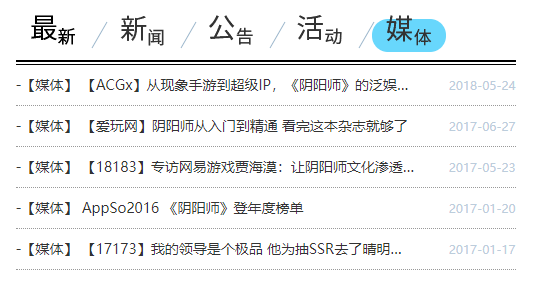 最新 新闻 公告 活动 媒体
-【媒体】 【ACGx】从现象手游到超级IP，《阴阳师》的泛娱... 2018-05-24
-【媒体】 【爱玩网】阴阳师从入门到精通 看完这本杂志就够了 2017-06-27
-【媒体】 【18183】专访网易游戏贾海漠：让阴阳师文化渗透... 2017-05-23
-【媒体】 AppSo2016 《阴阳师》登年度榜单 2017-01-20
-【媒体】 【17173】我的领导是个极品 他为抽SSR去了晴明... 2017-01-17